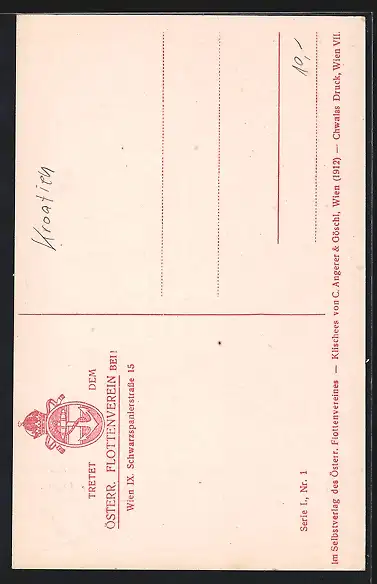 TRETET DEM
ÖSTERR. FLOTTENVEREIN BEI!
Wien IX. Schwarzspanierstraße 15
Kroatien
10,-
Serie I., Nr. 1
Im Selbstverlag des Österr. Flottenvereines — Klischees von C. Angerer & Göschl, Wien (1912) — Chwalas Druck, Wien VII.